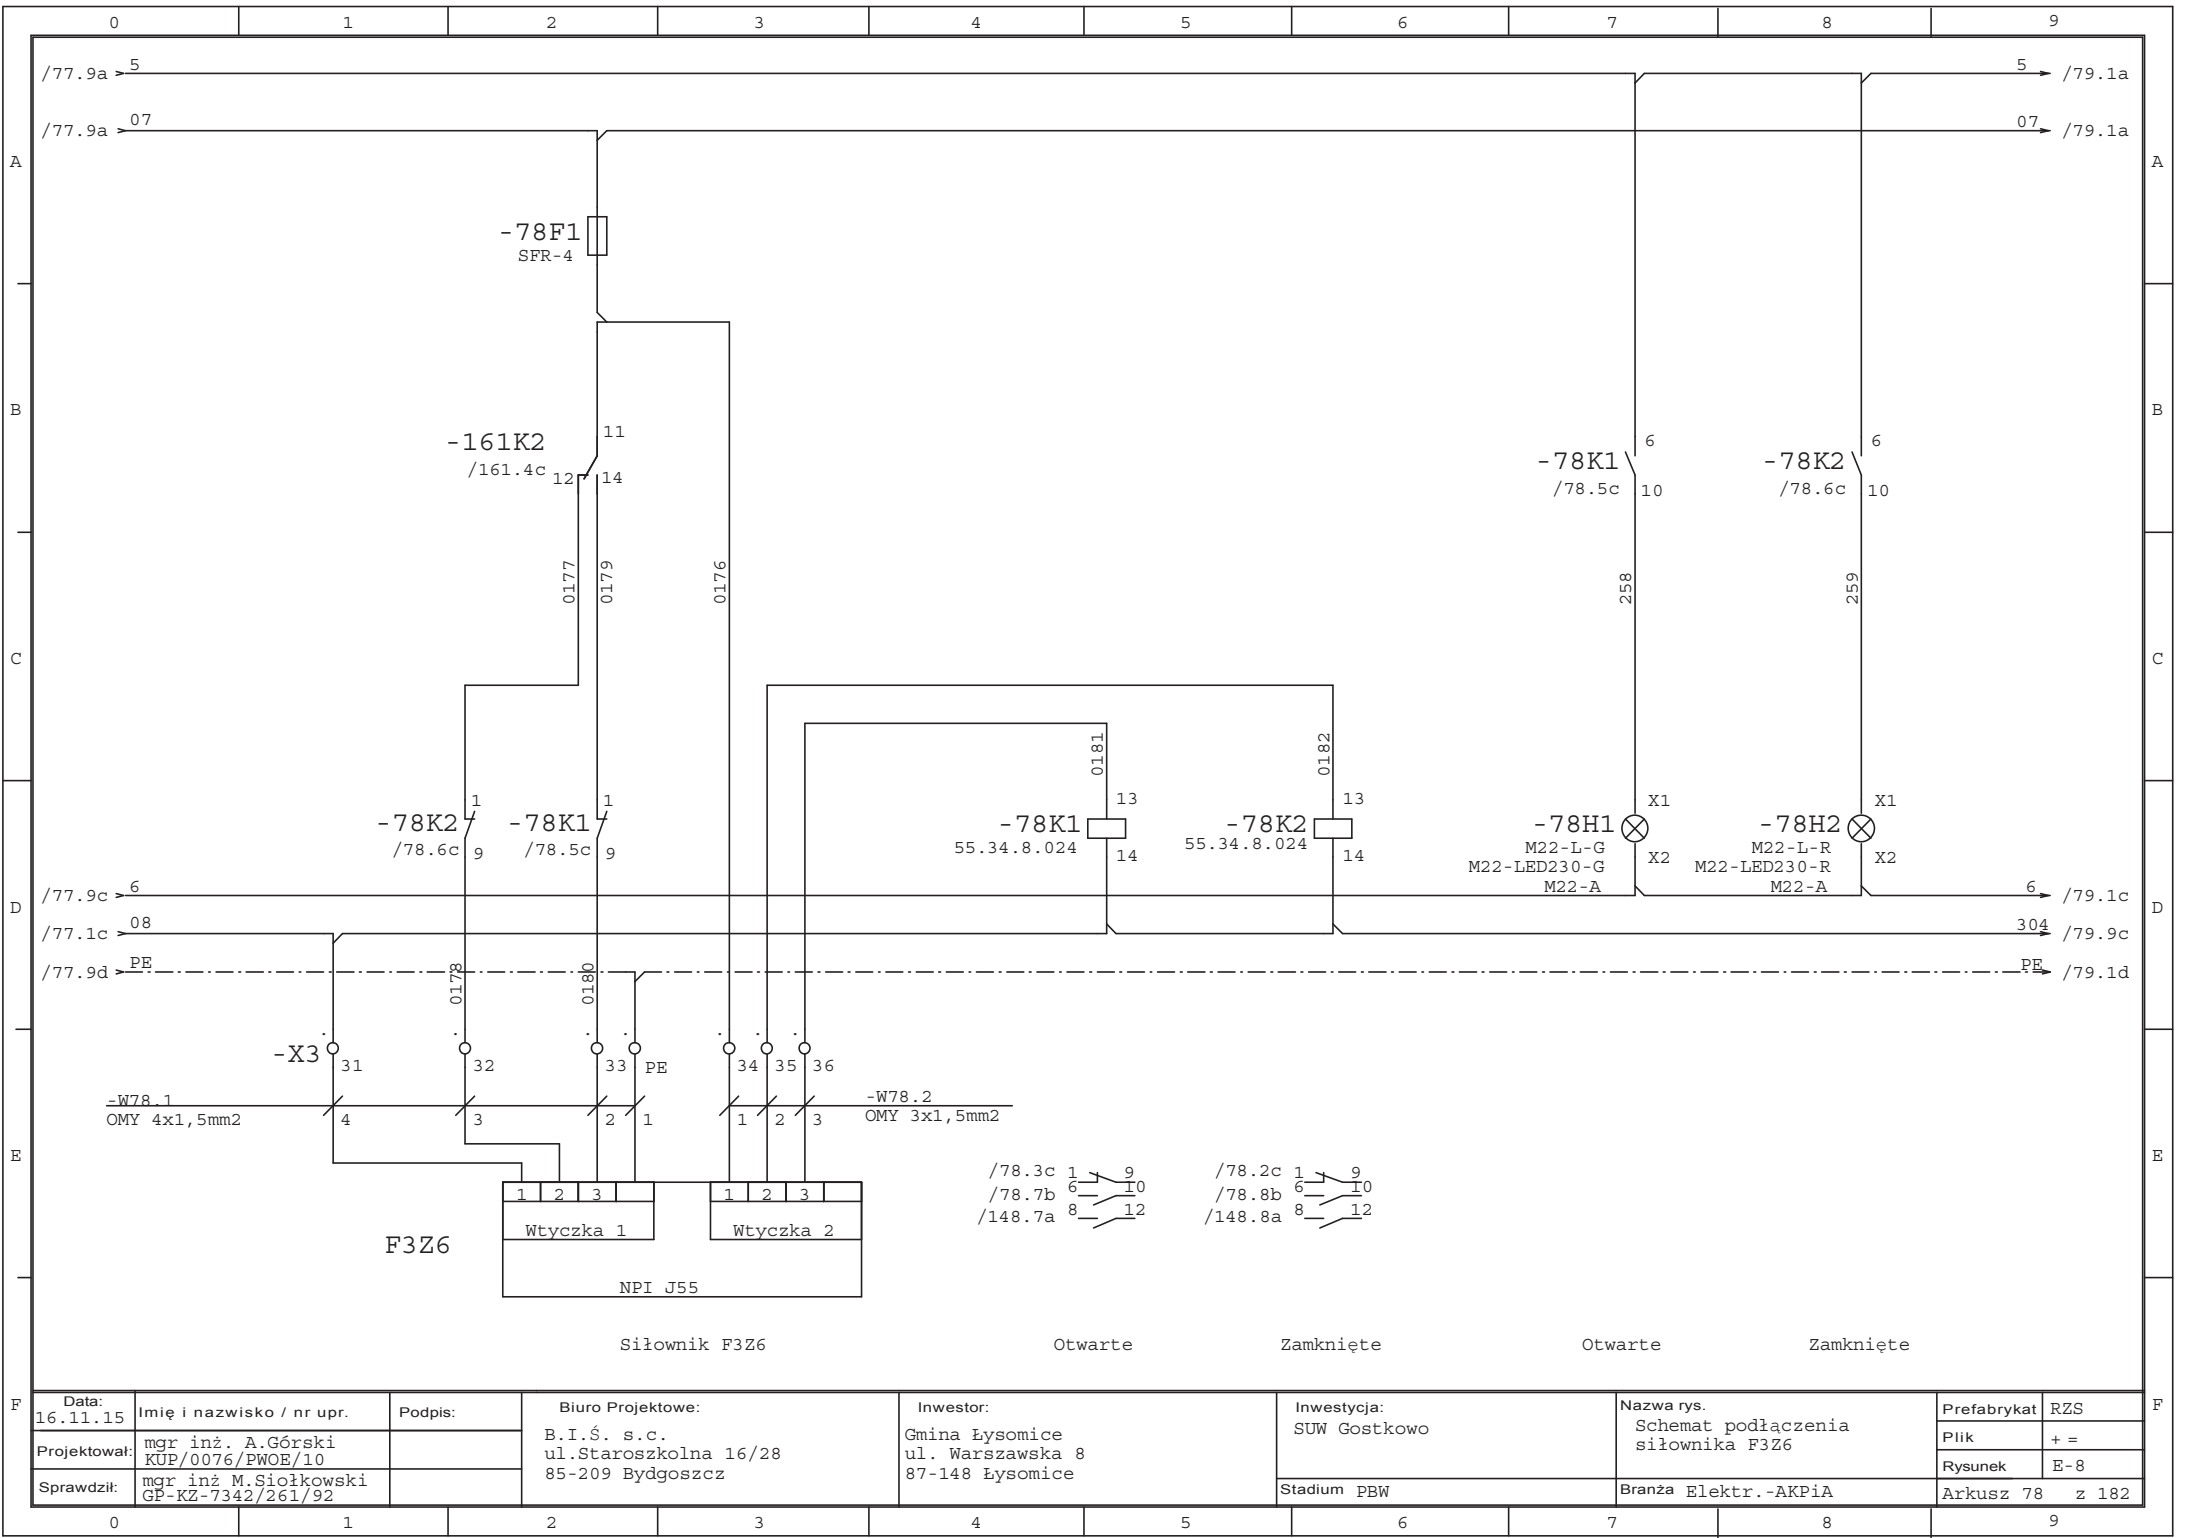 0 1 2 3 4 5 6 7 8 9
/77.9a 5 5 /79.1a
/77.9a 07 07 /79.1a
A A
-78F1
SFR-4
B B
-161K2 11
/161.4c 12 14
-78K1 6
/78.5c 10
-78K2 6
/78.6c 10
0177
0179
0176
258
259
C C
0181
0182
-78K2 1
/78.6c 9
-78K1 1
/78.5c 9
-78K1 13
55.34.8.024
14
-78K2 13
55.34.8.024
14
-78H1 X1
M22-L-G
M22-LED230-G
M22-A
X2
-78H2 X1
M22-L-R
M22-LED230-R
M22-A
X2
/77.9c 6 6 /79.1c
D D
/77.1c 08 304 /79.9c
/77.9d PE PE /79.1d
0178
0180
-X3 31 32 33 PE 34 35 36
-W78.1
OMY 4x1,5mm2
4 3 2 1 1 2 3
-W78.2
OMY 3x1,5mm2
E E
/78.3c 1 9
/78.7b 6 10
/148.7a 8 12
/78.2c 1 9
/78.8b 6 10
/148.8a 8 12
1 2 3
Wtyczka 1
1 2 3
Wtyczka 2
F3Z6
NPI J55
Siłownik F3Z6 Otwarte Zamknięte Otwarte Zamknięte
F F
Data:
16.11.15
Imię i nazwisko / nr upr.
Podpis:
Projektował:
mgr inż. A.Górski
KUP/0076/PWOE/10
Sprawdził:
mgr inż M.Siołkowski
GP-KZ-7342/261/92
Biuro Projektowe:
B.I.Ś. s.c.
ul.Staroszkolna 16/28
85-209 Bydgoszcz
Inwestor:
Gmina Łysomice
ul. Warszawska 8
87-148 Łysomice
Inwestycja:
SUW Gostkowo
Stadium PBW
Nazwa rys.
Schemat podłączenia
siłownika F3Z6
Branża Elektr.-AKPiA
Prefabrykat RZS
Plik + =
Rysunek E-8
Arkusz 78 z 182
0 1 2 3 4 5 6 7 8 9